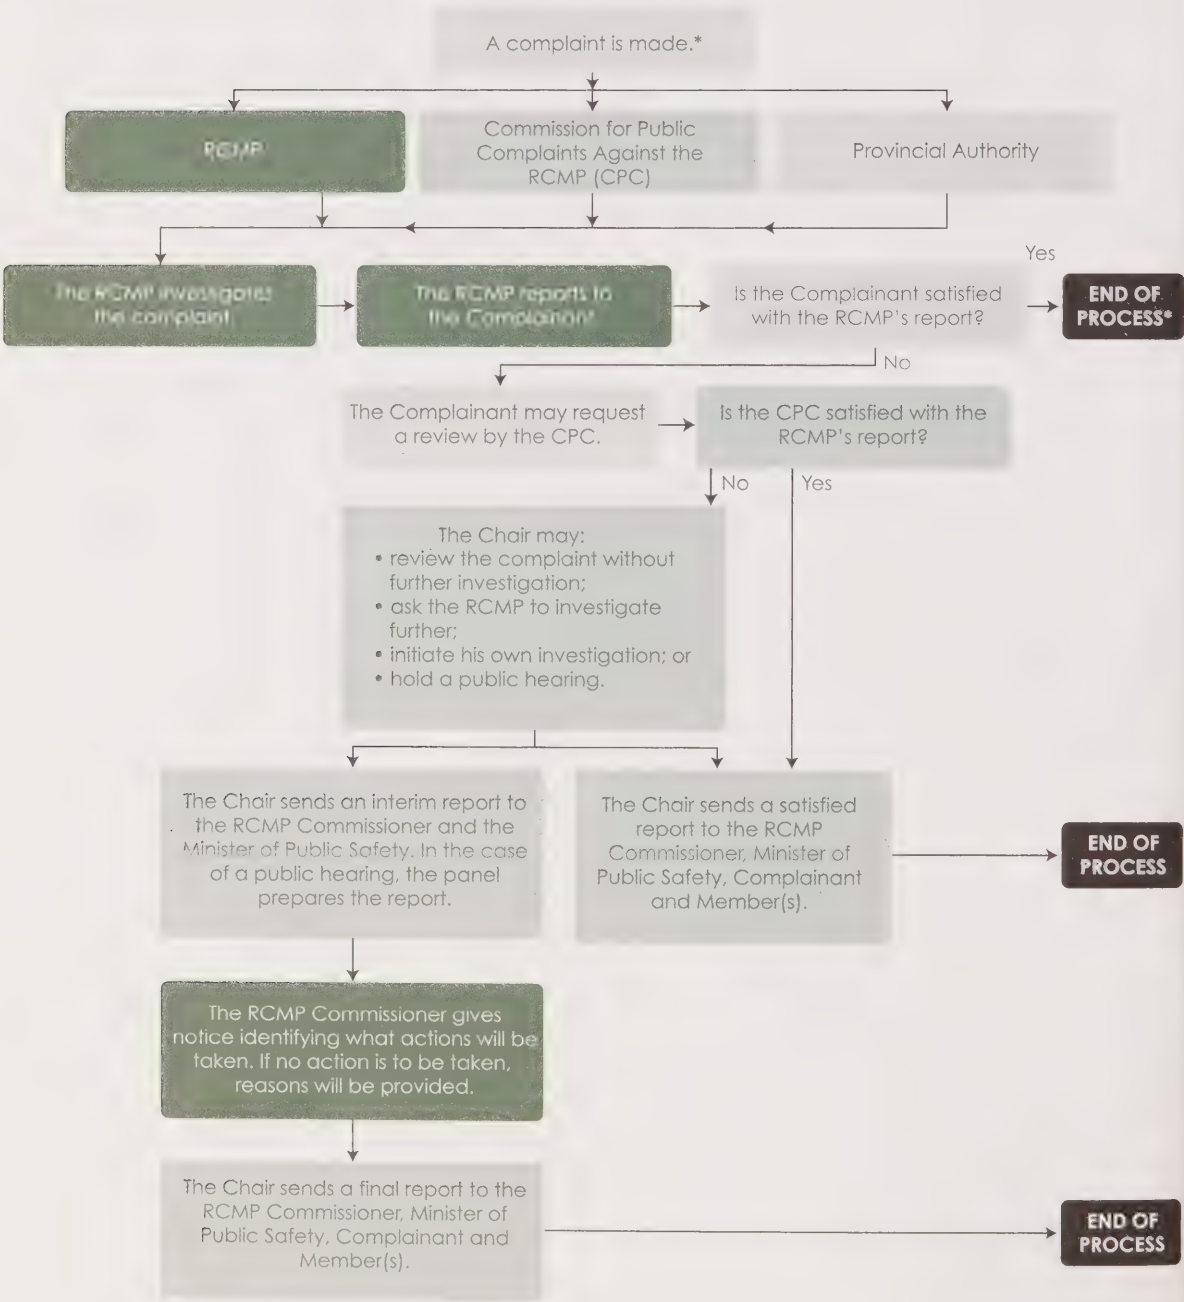 A complaint is made.*
RCMP
Commission for Public
Complaints Against the
RCMP (CPC)
Provincial Authority
The RCMP investigates
the complaint
The RCMP reports to
the Complainant
Is the Complainant satisfied
with the RCMP's report?
Yes
END OF
PROCESS*
No
The Complainant may request
a review by the CPC.
Is the CPC satisfied with the
RCMP's report?
No
Yes
The Chair may:
• review the complaint without
further investigation;
• ask the RCMP to investigate
further;
• initiate his own investigation; or
• hold a public hearing.
The Chair sends an interim report to
the RCMP Commissioner and the
Minister of Public Safety. In the case
of a public hearing, the panel
prepares the report.
The Chair sends a satisfied
report to the RCMP
Commissioner, Minister of
Public Safety, Complainant
and Member(s).
END OF
PROCESS
The RCMP Commissioner gives
notice identifying what actions will be
taken. If no action is to be taken,
reasons will be provided.
The Chair sends a final report to the
RCMP Commissioner, Minister of
Public Safety, Complainant and
Member(s).
END OF
PROCESS